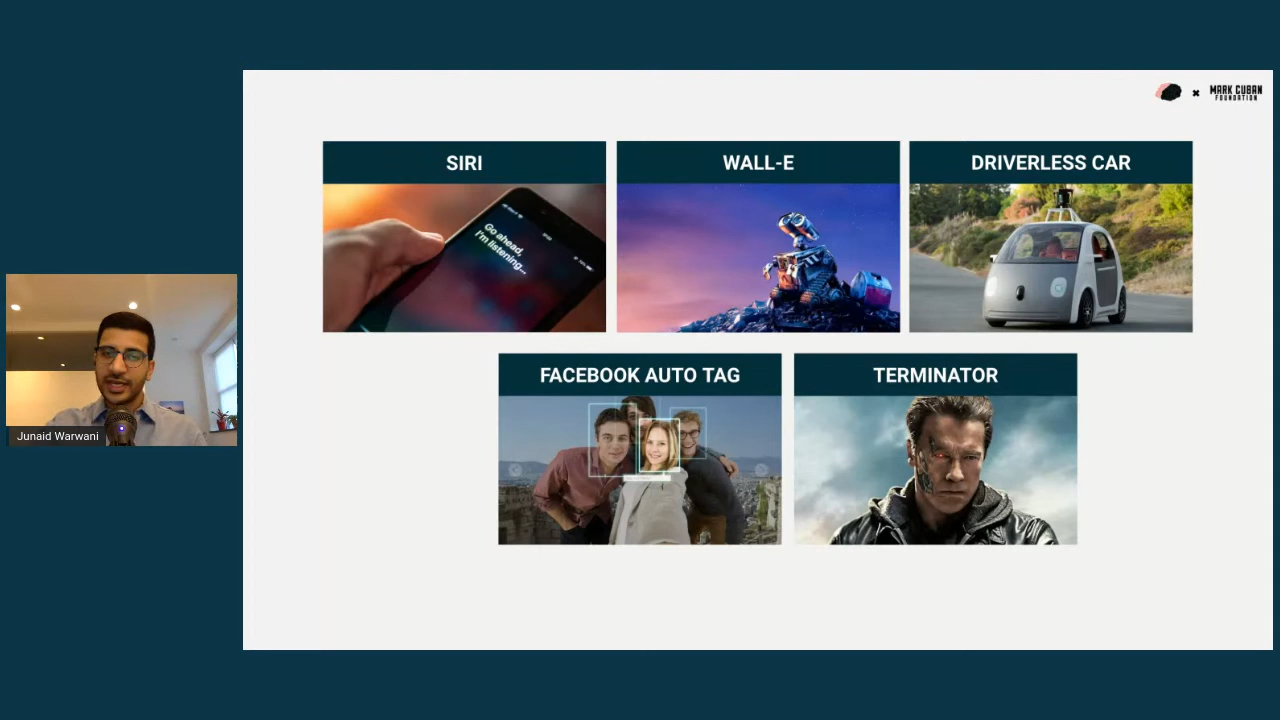 MARK CUBAN
FOUNDATION
SIRI
WALL-E
DRIVERLESS CAR
Go ahead,
I'm listening...
FACEBOOK AUTO TAG
TERMINATOR
Junaid Warwani